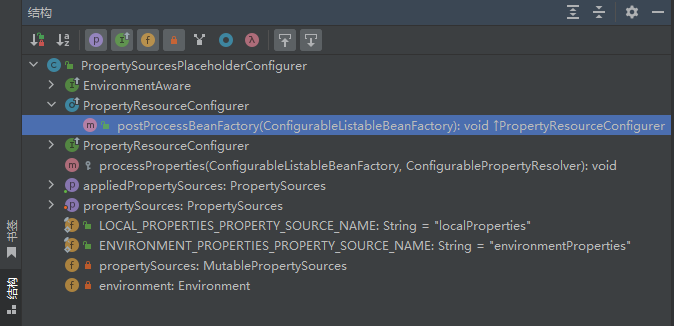 结构
PropertySourcesPlaceholderConfigurer
EnvironmentAware
PropertyResourceConfigurer
postProcessBeanFactory(ConfigurableListableBeanFactory): void ↑PropertyResourceConfigurer
PropertyResourceConfigurer
processProperties(ConfigurableListableBeanFactory, ConfigurablePropertyResolver): void
appliedPropertySources: PropertySources
propertySources: PropertySources
LOCAL_PROPERTIES_PROPERTY_SOURCE_NAME: String = "localProperties"
ENVIRONMENT_PROPERTIES_PROPERTY_SOURCE_NAME: String = "environmentProperties"
propertySources: MutablePropertySources
environment: Environment
书签
结构